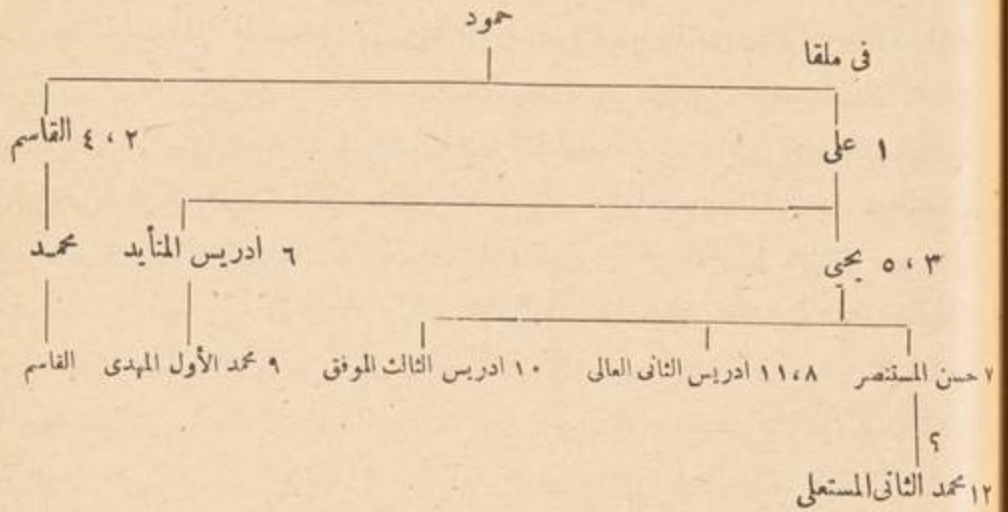 حمود
فى ملقا
١ على
٢ ، ٤ القاسم
٣ ، ٥ يحيى
٦ ادريس المتأيد
محمد
٧ حسن المستنصر
٨ ، ١١ ادريس الثانى العالى
١٠ ادريس الثالث الموفق
٩ محمد الأول المهدى
القاسم
؟
١٢ محمد الثانى المستعلى